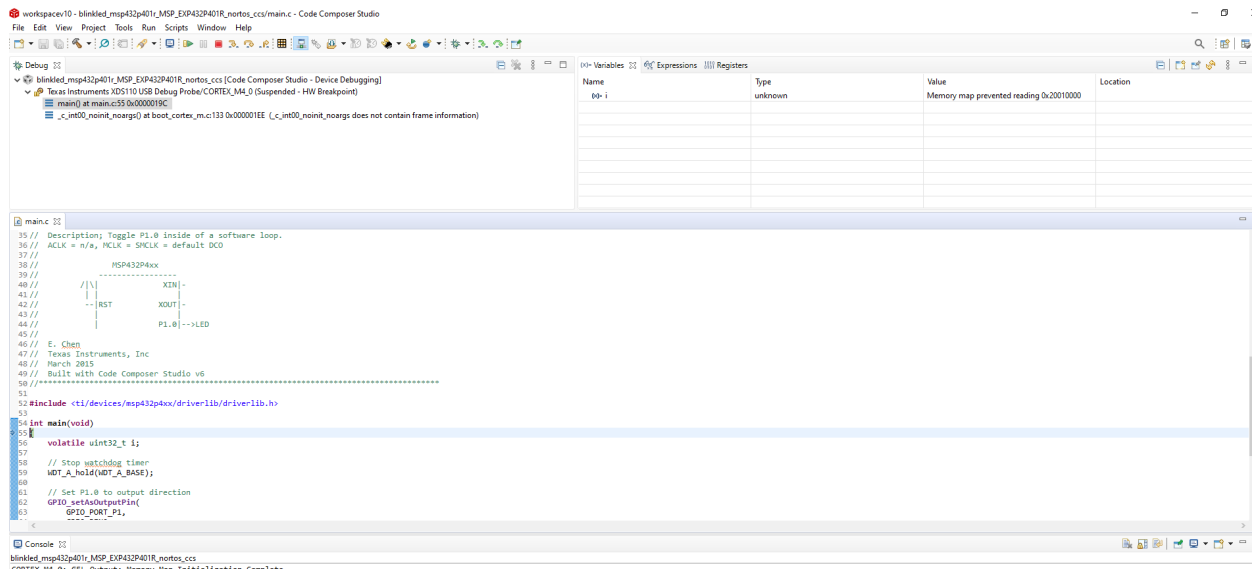 workspacev10 - blinkled_msp432p401r_MSP_EXP432P401R_nortos_ccs/main.c - Code Composer Studio
File Edit View Project Tools Run Scripts Window Help
Debug
blinkled_msp432p401r_MSP_EXP432P401R_nortos_ccs [Code Composer Studio - Device Debugging]
Texas Instruments XDS110 USB Debug Probe/CORTEX_M4_0 (Suspended - HW Breakpoint)
main() at main.c:55 0x0000019C
_c_int00_noinit_noargs() at boot_cortex_m.c:133 0x000001EE (_c_int00_noinit_noargs does not contain frame information)
(x)= Variables Expressions Registers
Name Type Value Location
(x)= i unknown Memory map prevented reading 0x20010000
main.c
35 // Description; Toggle P1.0 inside of a software loop.
36 // ACLK = n/a, MCLK = SMCLK = default DCO
37 //
38 // MSP432P4xx
39 // -----------------
40 // /|\| XIN|-
41 // | | |
42 // --|RST XOUT|-
43 // | |
44 // | P1.0|-->LED
45 //
46 // E. Chen
47 // Texas Instruments, Inc
48 // March 2015
49 // Built with Code Composer Studio v6
50 //****************************************************************************************
51
52 #include <ti/devices/msp432p4xx/driverlib/driverlib.h>
53
54 int main(void)
55 {
56 volatile uint32_t i;
57
58 // Stop watchdog timer
59 WDT_A_hold(WDT_A_BASE);
60
61 // Set P1.0 to output direction
62 GPIO_setAsOutputPin(
63 GPIO_PORT_P1,
Console
blinkled_msp432p401r_MSP_EXP432P401R_nortos_ccs
CORTEX_M4_0: GEL Output: Memory Map Initialization Complete